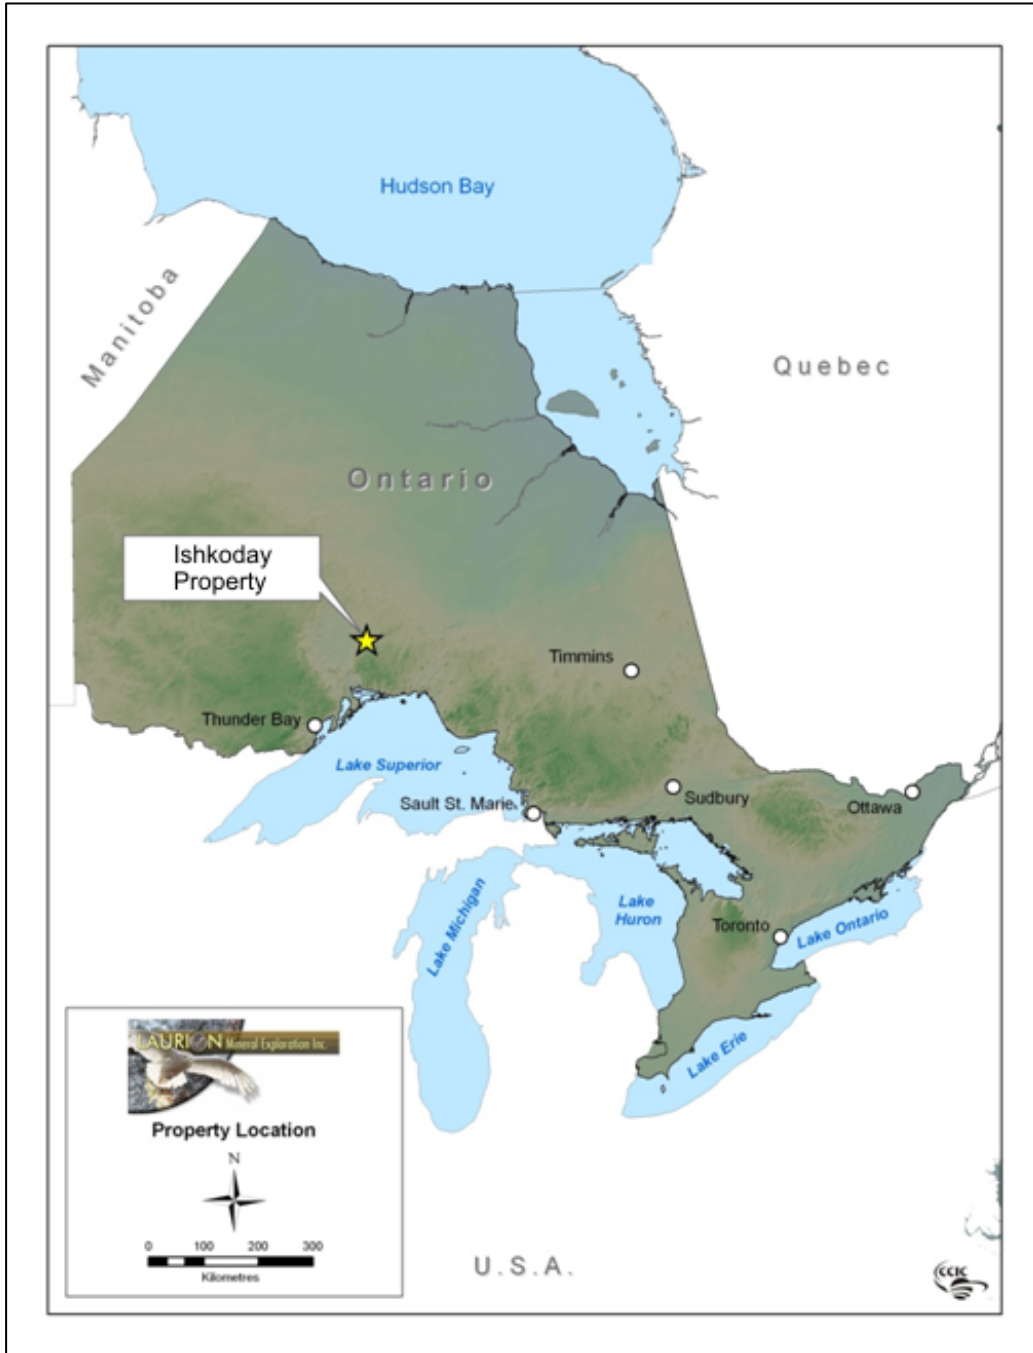 Hudson Bay
Manitoba
Quebec
Ontario
Ishkoday
Property
Timmins
Thunder Bay
Lake Superior
Sault St. Marie
Sudbury
Ottawa
Lake Michigan
Lake
Huron
Toronto
Lake Ontario
Lake Erie
LAURION Mineral Exploration Inc.
Property Location
N
0 100 200 300
Kilometres
U.S.A.
CCIC